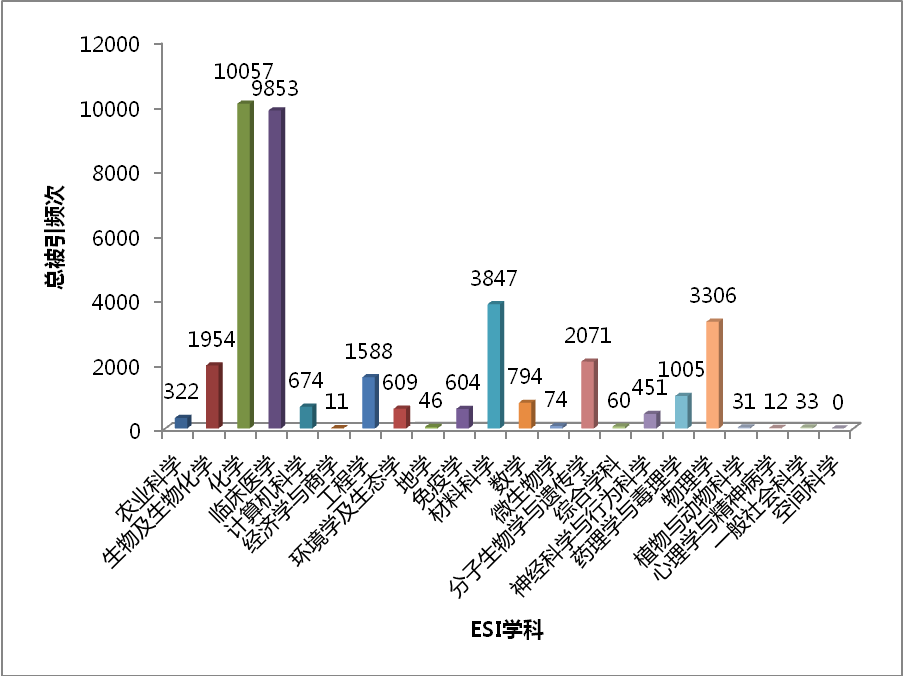 总被引频次
12000
10000
8000
6000
4000
2000
0
322
1954
10057
9853
674
11
1588
609
46
604
3847
794
74
2071
60
451
1005
3306
31
12
33
0
农业科学
生物及生物化学
化学
临床医学
计算机科学
经济学与商学
工程学
环境学及生态学
地学
免疫学
材料科学
数学
微生物学
分子生物学与遗传学
综合学科
神经科学与行为科学
药理学与毒理学
物理学
植物与动物科学
心理学与精神病学
一般社会科学
空间科学
ESI学科